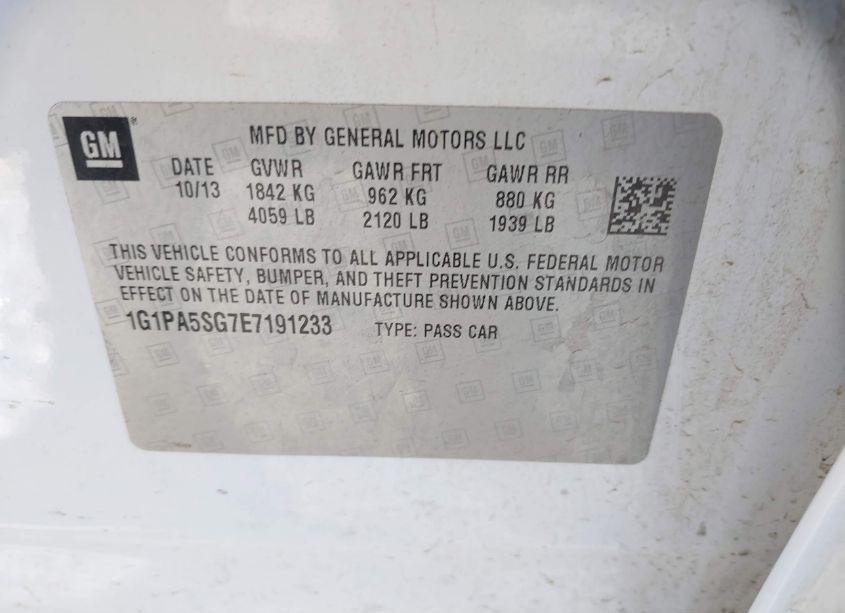 GM
MFD BY GENERAL MOTORS LLC
DATE GVWR GAWR FRT GAWR RR
10/13 1842 KG 962 KG 880 KG
4059 LB 2120 LB 1939 LB
THIS VEHICLE CONFORMS TO ALL APPLICABLE U.S. FEDERAL MOTOR
VEHICLE SAFETY, BUMPER, AND THEFT PREVENTION STANDARDS IN
EFFECT ON THE DATE OF MANUFACTURE SHOWN ABOVE.
1G1PA5SG7E7191233 TYPE: PASS CAR